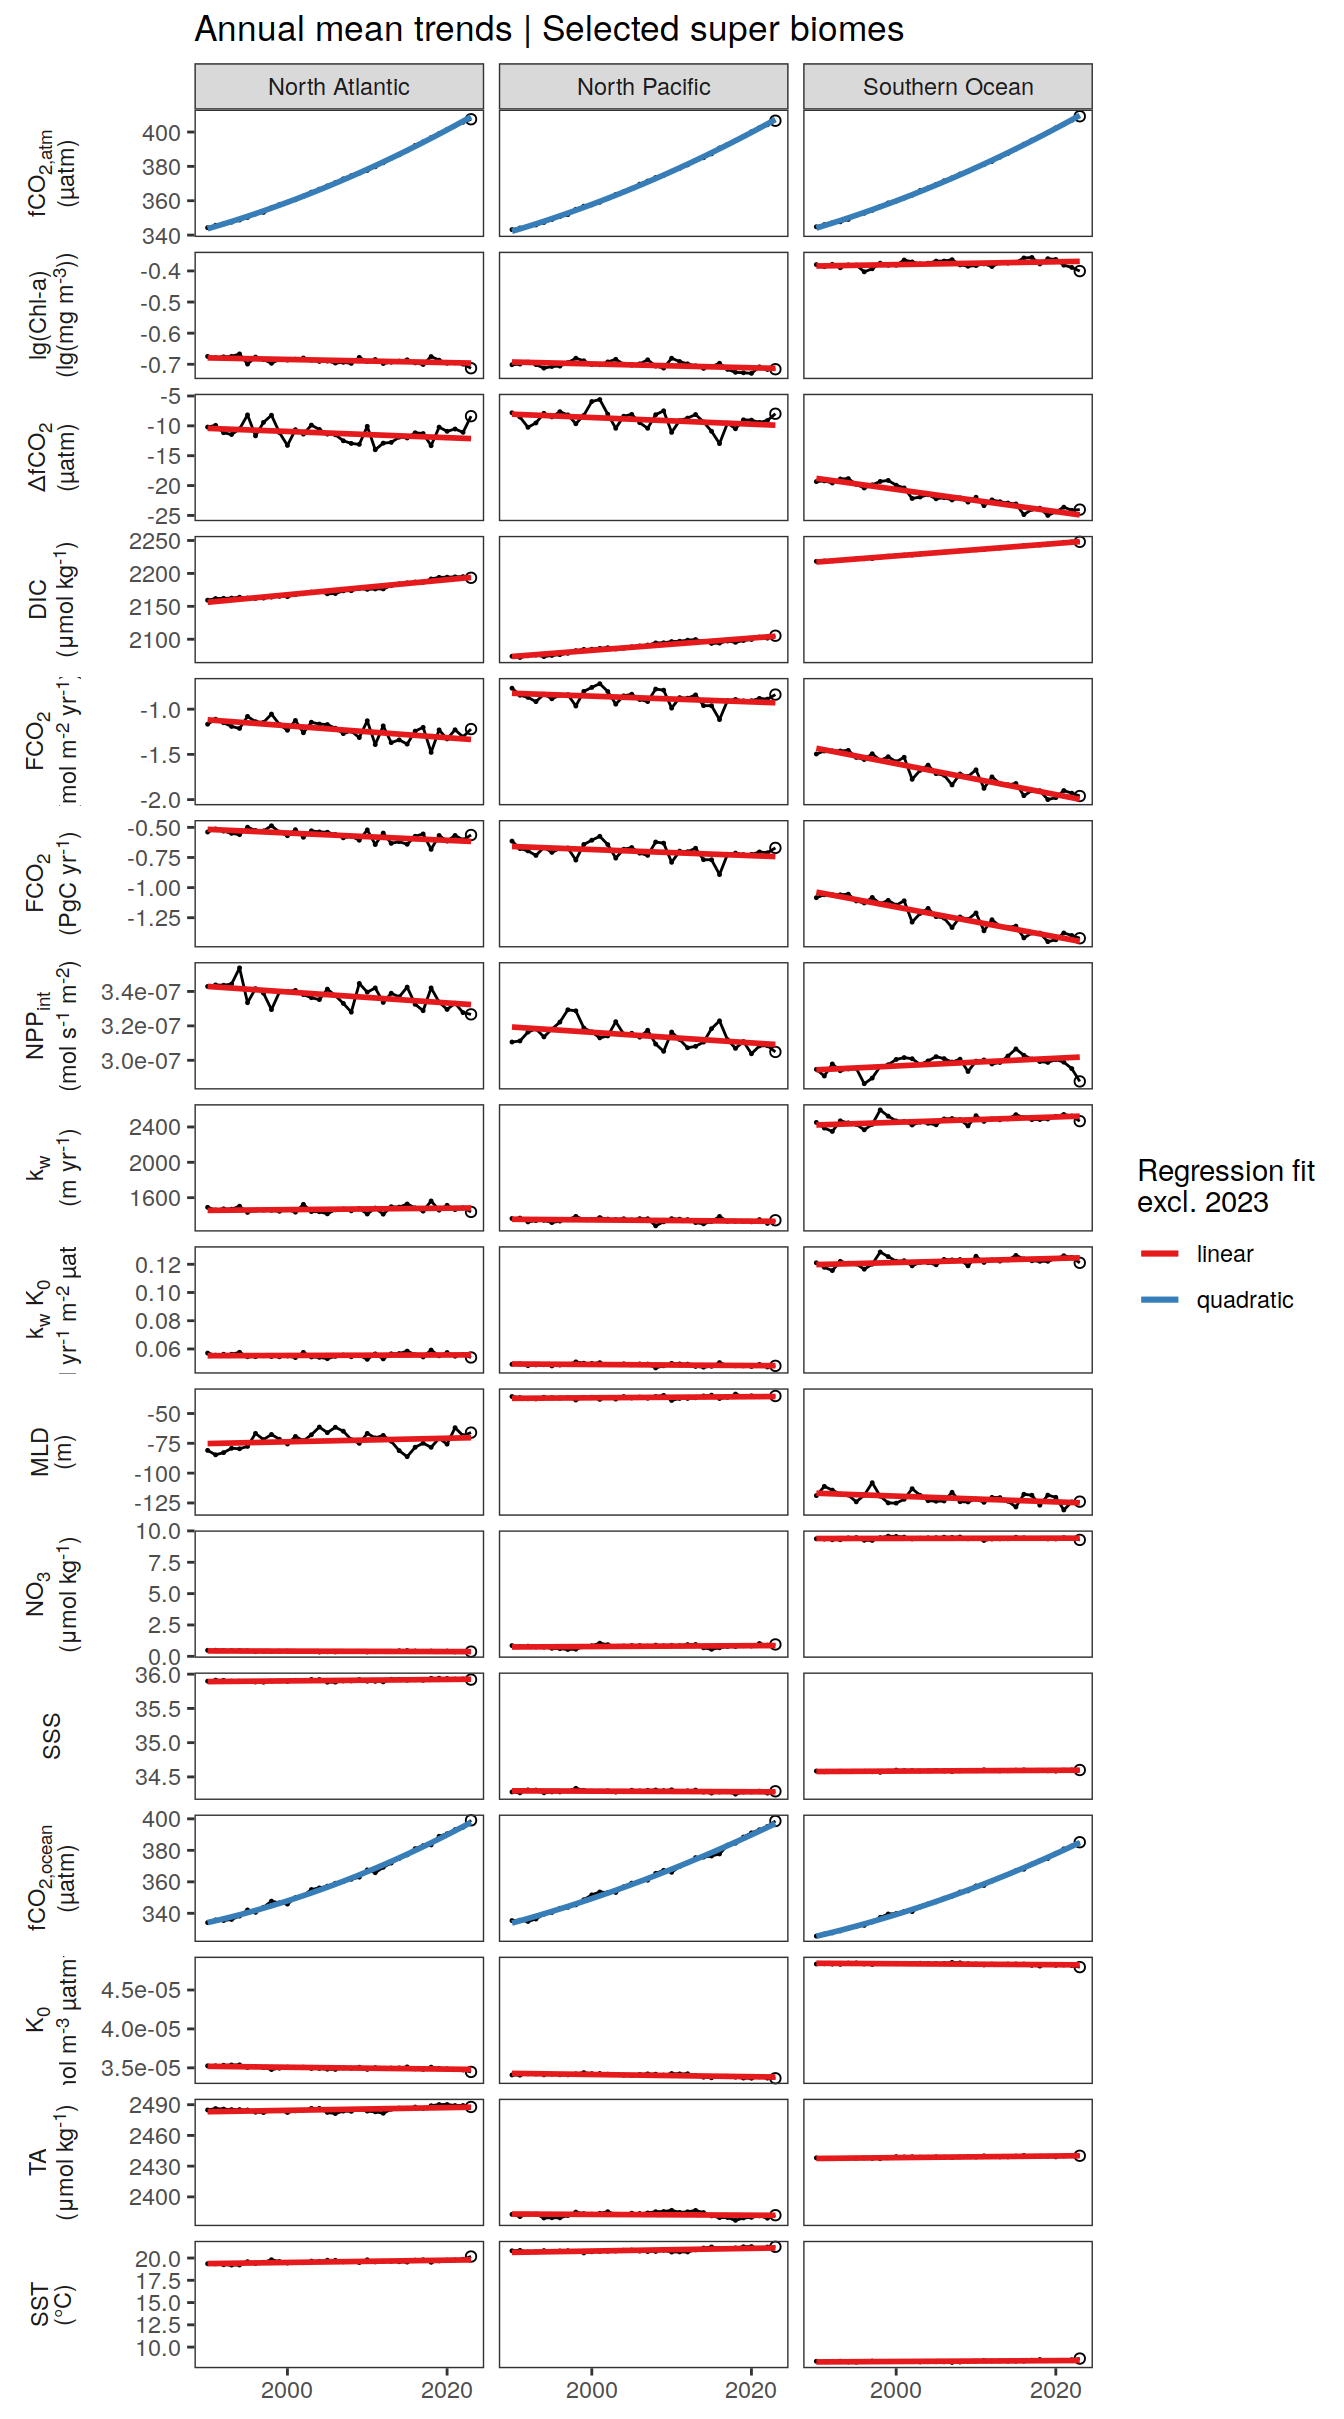 Annual mean trends | Selected super biomes
North Atlantic
North Pacific
Southern Ocean
fCO2,atm
(µatm)
400
380
360
340
lg(Chl-a)
(lg(mg m-3))
-0.4
-0.5
-0.6
-0.7
ΔfCO2
(µatm)
-5
-10
-15
-20
-25
DIC
(µmol kg-1)
2250
2200
2150
2100
FCO2
mol m-2 yr-1
-1.0
-1.5
-2.0
FCO2
(PgC yr-1)
-0.50
-0.75
-1.00
-1.25
NPPint
(mol s-1 m-2)
3.4e-07
3.2e-07
3.0e-07
kw
(m yr-1)
2400
2000
1600
kw K0
yr-1 m-2 µat
0.12
0.10
0.08
0.06
MLD
(m)
-50
-75
-100
-125
NO3
(µmol kg-1)
10.0
7.5
5.0
2.5
0.0
SSS
36.0
35.5
35.0
34.5
fCO2,ocean
(µatm)
400
380
360
340
K0
m-3 µatm
4.5e-05
4.0e-05
3.5e-05
TA
(µmol kg-1)
2490
2460
2430
2400
SST
(°C)
20.0
17.5
15.0
12.5
10.0
2000
2020
2000
2020
2000
2020
Regression fit
excl. 2023
linear
quadratic